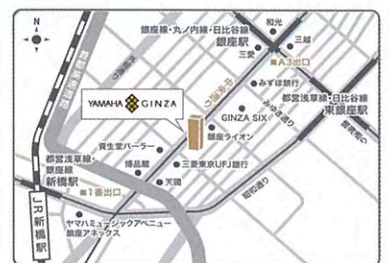 N
和光
銀座線・丸ノ内線・日比谷線
銀座駅
三愛
三越
■A3出口
みずほ銀行
中央通り
みゆき通り
都営浅草線・日比谷線
東銀座駅
YAMAHA GINZA
GINZA SIX
銀座ライオン
資生堂パーラー
都営浅草線・
銀座線
新橋駅
博品館
三菱東京UFJ銀行
天國
■1番出口
昭和通り
JR新橋駅
ヤマハミュージックアベニュー
銀座アネックス